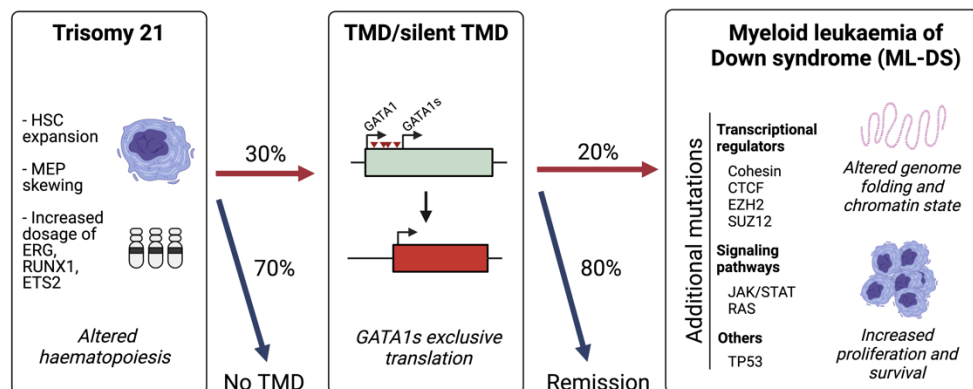 Trisomy 21
- HSC
expansion
- MEP
skewing
- Increased
dosage of
ERG,
RUNX1,
ETS2
Altered
haematopoiesis
30%
70%
No TMD
TMD/silent TMD
GATA1
GATA1s
GATA1s exclusive
translation
20%
80%
Remission
Myeloid leukaemia of
Down syndrome (ML-DS)
Additional mutations
Transcriptional
regulators
Cohesin
CTCF
EZH2
SUZ12
Signaling
pathways
JAK/STAT
RAS
Others
TP53
Altered genome
folding and
chromatin state
Increased
proliferation and
survival